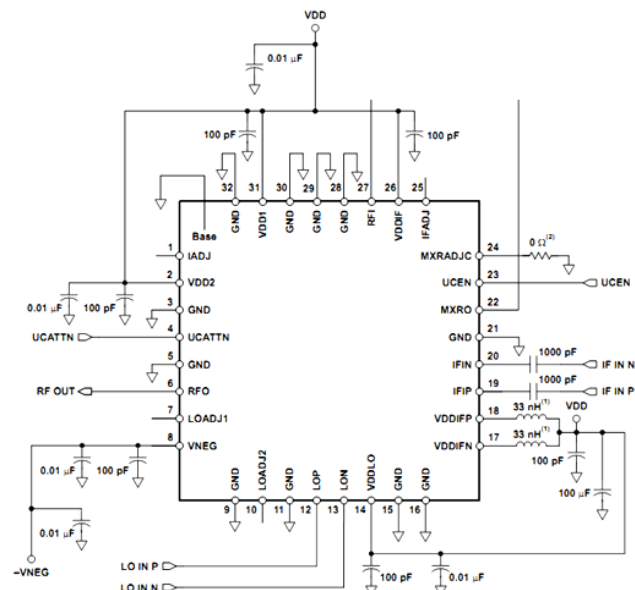 VDD
0.01 µF
100 pF
100 pF
32 31 30 29 28 27 26 25
GND VDD1 GND GND GND RFI VDDIF IFADJ
Base
1 IADJ
2 VDD2
0.01 µF 100 pF
3 GND
UCATTN 4 UCATTN
5 GND
RF OUT 6 RFO
7 LOADJ1
8 VNEG
0.01 µF 100 pF
0.01 µF
–VNEG
MXRADJC 24 0 Ω(2)
UCEN 23 UCEN
MXRO 22
GND 21
IFIN 20 1000 pF IF IN N
IFIP 19 1000 pF IF IN P
VDDIFP 18 33 nH(1) VDD
VDDIFN 17 33 nH(1)
100 pF
100 µF
GND LOADJ2 GND LOP LON VDDLO GND GND
9 10 11 12 13 14 15 16
LO IN P
LO IN N
100 pF 0.01 µF